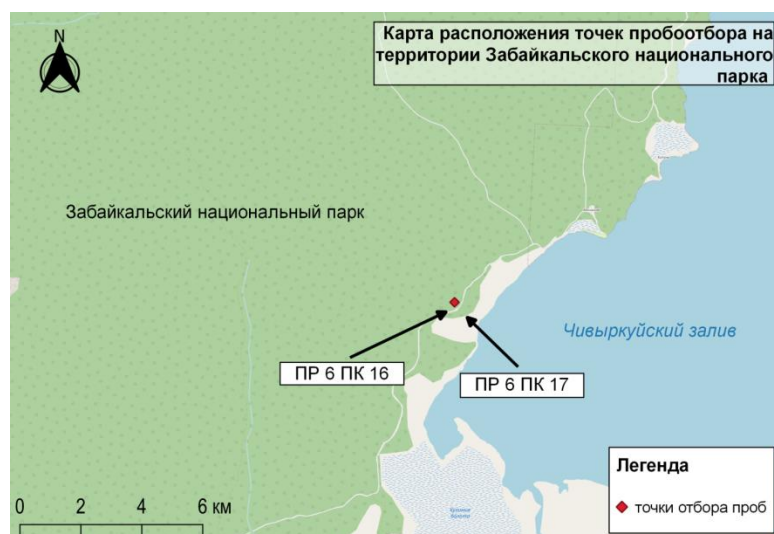 Карта расположения точек пробоотбора на
территории Забайкальского национального
парка
N
Забайкальский национальный парк
Чивыркуйский залив
ПР 6 ПК 16
ПР 6 ПК 17
Легенда
точки отбора проб
0 2 4 6 км